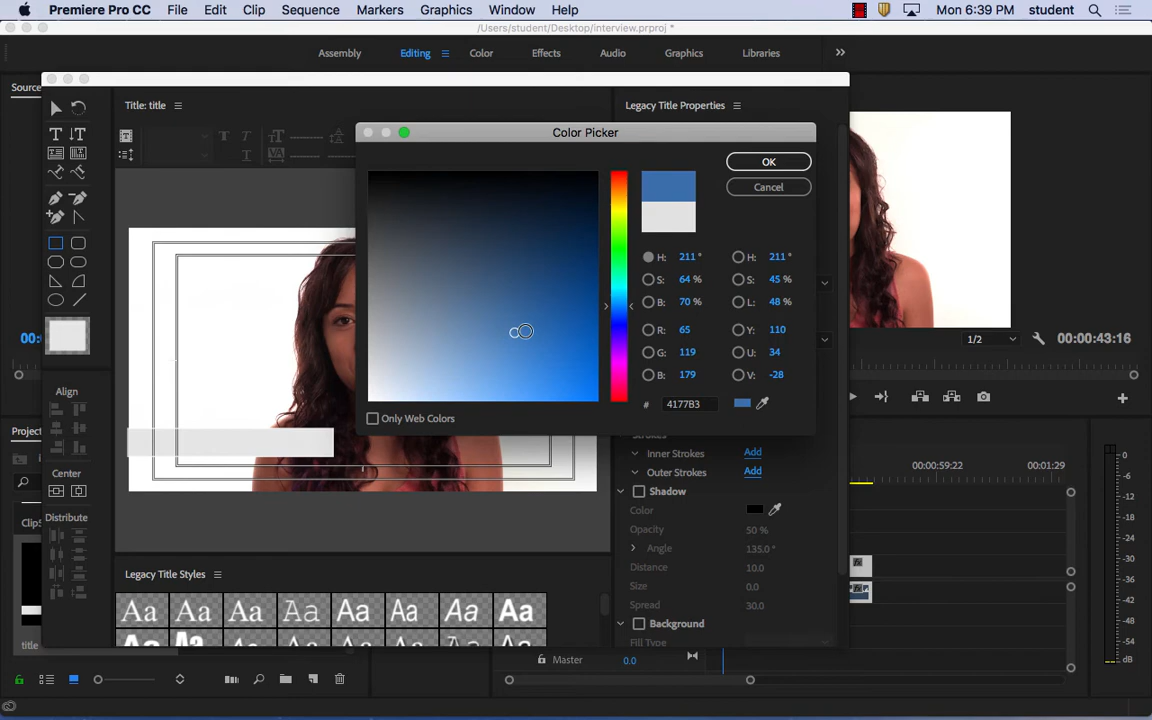 Premiere Pro CC File Edit Clip Sequence Markers Graphics Window Help Mon 6:39 PM student
/Users/student/Desktop/interview.prproj *
Assembly Editing Color Effects Audio Graphics Libraries
Source
Title: title
Legacy Title Properties
Color Picker
OK
Cancel
H: 211 ° H: 211 °
S: 64 % S: 45 %
B: 70 % L: 48 %
R: 65 Y: 110
G: 119 U: 34
B: 179 V: -28
# 4177B3
Only Web Colors
00:
1/2
00:00:43:16
Align
Center
Distribute
Project
ClipS
title
Strokes
Inner Strokes Add
Outer Strokes Add
Shadow
Color
Opacity 50 %
Angle 135.0 °
Distance 10.0
Size 0.0
Spread 30.0
Background
Fill Type
Legacy Title Styles
Aa Aa Aa Aa Aa Aa Aa Aa
00:00:59:22 00:01:29
fx
Master 0.0
0
-6
-12
-18
-24
-30
-36
-42
-48
-54
dB